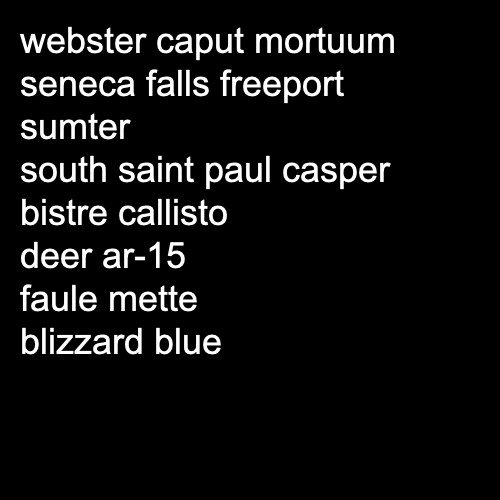 webster caput mortuum
seneca falls freeport
sumter
south saint paul casper
bistre callisto
deer ar-15
faule mette
blizzard blue